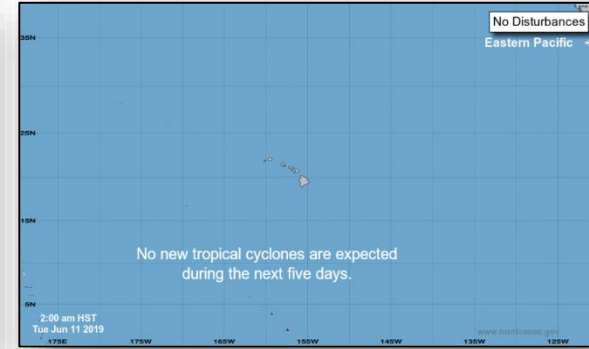 No Disturbances
Eastern Pacific
35N
25N
15N
No new tropical cyclones are expected
during the next five days.
5N
2:00 am HST
Tue Jun 11 2019
www.hurricanes.gov
175E 175W 165W 155W 145W 135W 125W